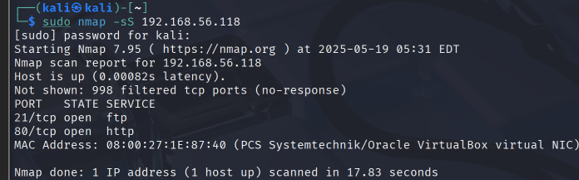 ┌──(kali㉿kali)-[~]
└─$ sudo nmap -sS 192.168.56.118
[sudo] password for kali:
Starting Nmap 7.95 ( https://nmap.org ) at 2025-05-19 05:31 EDT
Nmap scan report for 192.168.56.118
Host is up (0.00082s latency).
Not shown: 998 filtered tcp ports (no-response)
PORT   STATE SERVICE
21/tcp open  ftp
80/tcp open  http
MAC Address: 08:00:27:1E:87:40 (PCS Systemtechnik/Oracle VirtualBox virtual NIC)
Nmap done: 1 IP address (1 host up) scanned in 17.83 seconds